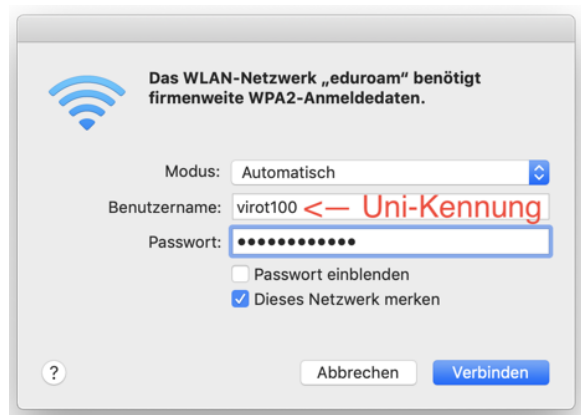 Das WLAN-Netzwerk „eduroam“ benötigt
firmenweite WPA2-Anmeldedaten.
Modus: Automatisch
Benutzername: virot100 <— Uni-Kennung
Passwort: ●●●●●●●●●●●●
Passwort einblenden
Dieses Netzwerk merken
? Abbrechen Verbinden